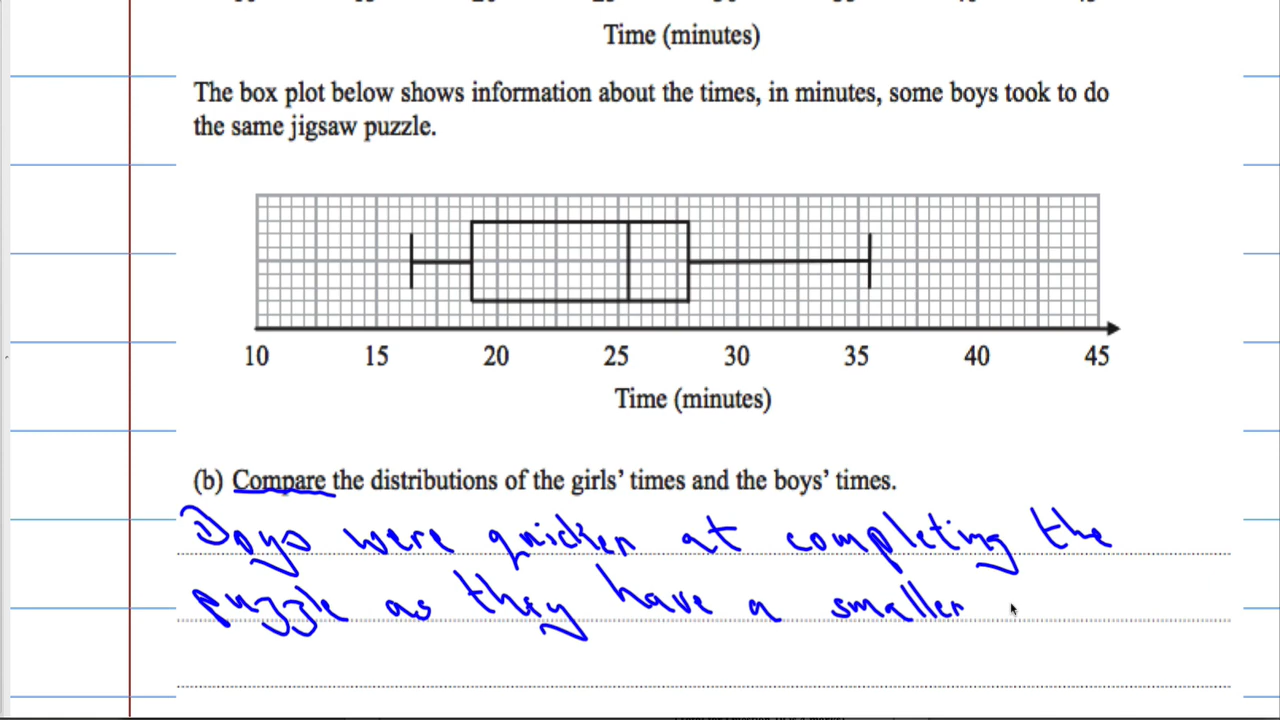 Time (minutes)
The box plot below shows information about the times, in minutes, some boys took to do
the same jigsaw puzzle.
10 15 20 25 30 35 40 45
Time (minutes)
(b) Compare the distributions of the girls' times and the boys' times.
Boys were quicker at completing the
puzzle as they have a smaller